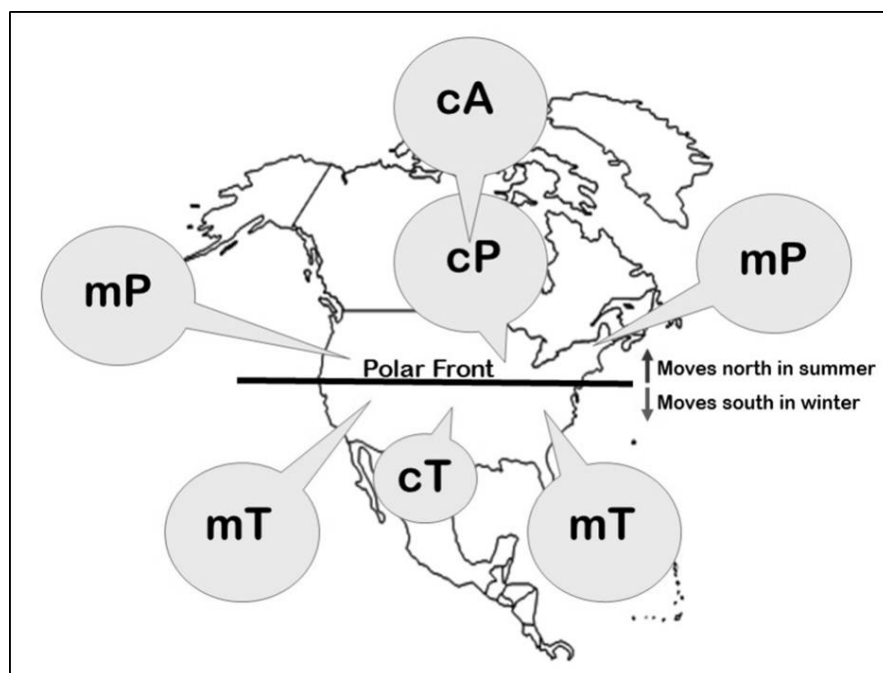 cA
cP
mP
mP
Polar Front
Moves north in summer
Moves south in winter
cT
mT
mT